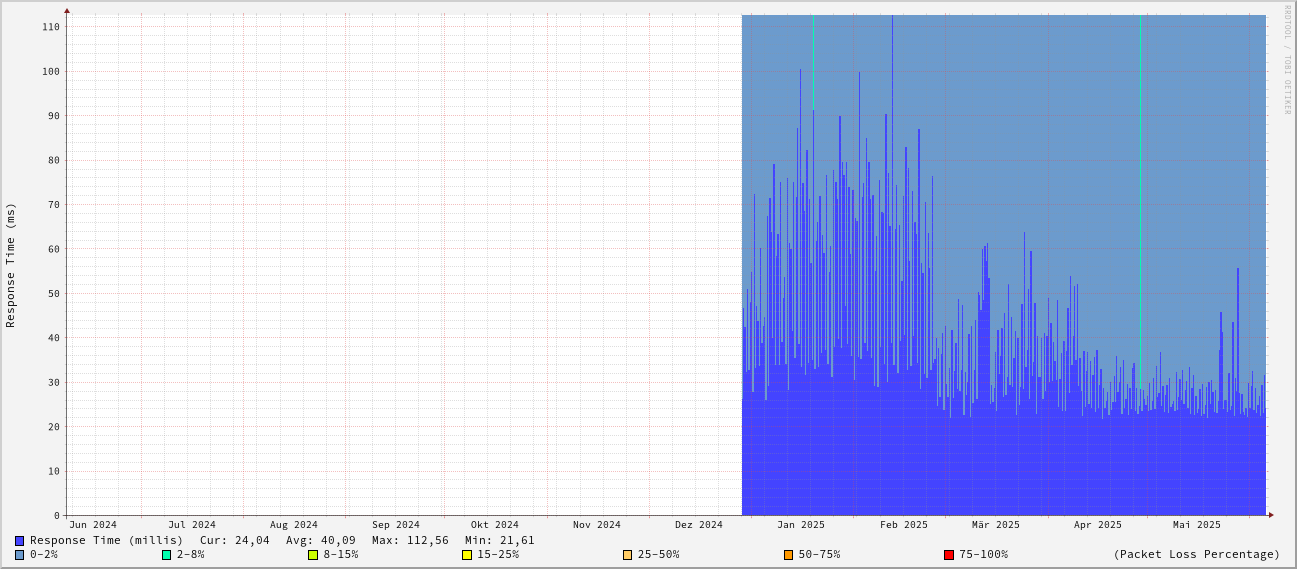 RRDTOOL / TOBI OETIKER
Response Time (ms)
110
100
90
80
70
60
50
40
30
20
10
0
Jun 2024 Jul 2024 Aug 2024 Sep 2024 Okt 2024 Nov 2024 Dez 2024 Jan 2025 Feb 2025 Mär 2025 Apr 2025 Mai 2025
Response Time (millis) Cur: 24,04 Avg: 40,09 Max: 112,56 Min: 21,61
0-2% 2-8% 8-15% 15-25% 25-50% 50-75% 75-100% (Packet Loss Percentage)